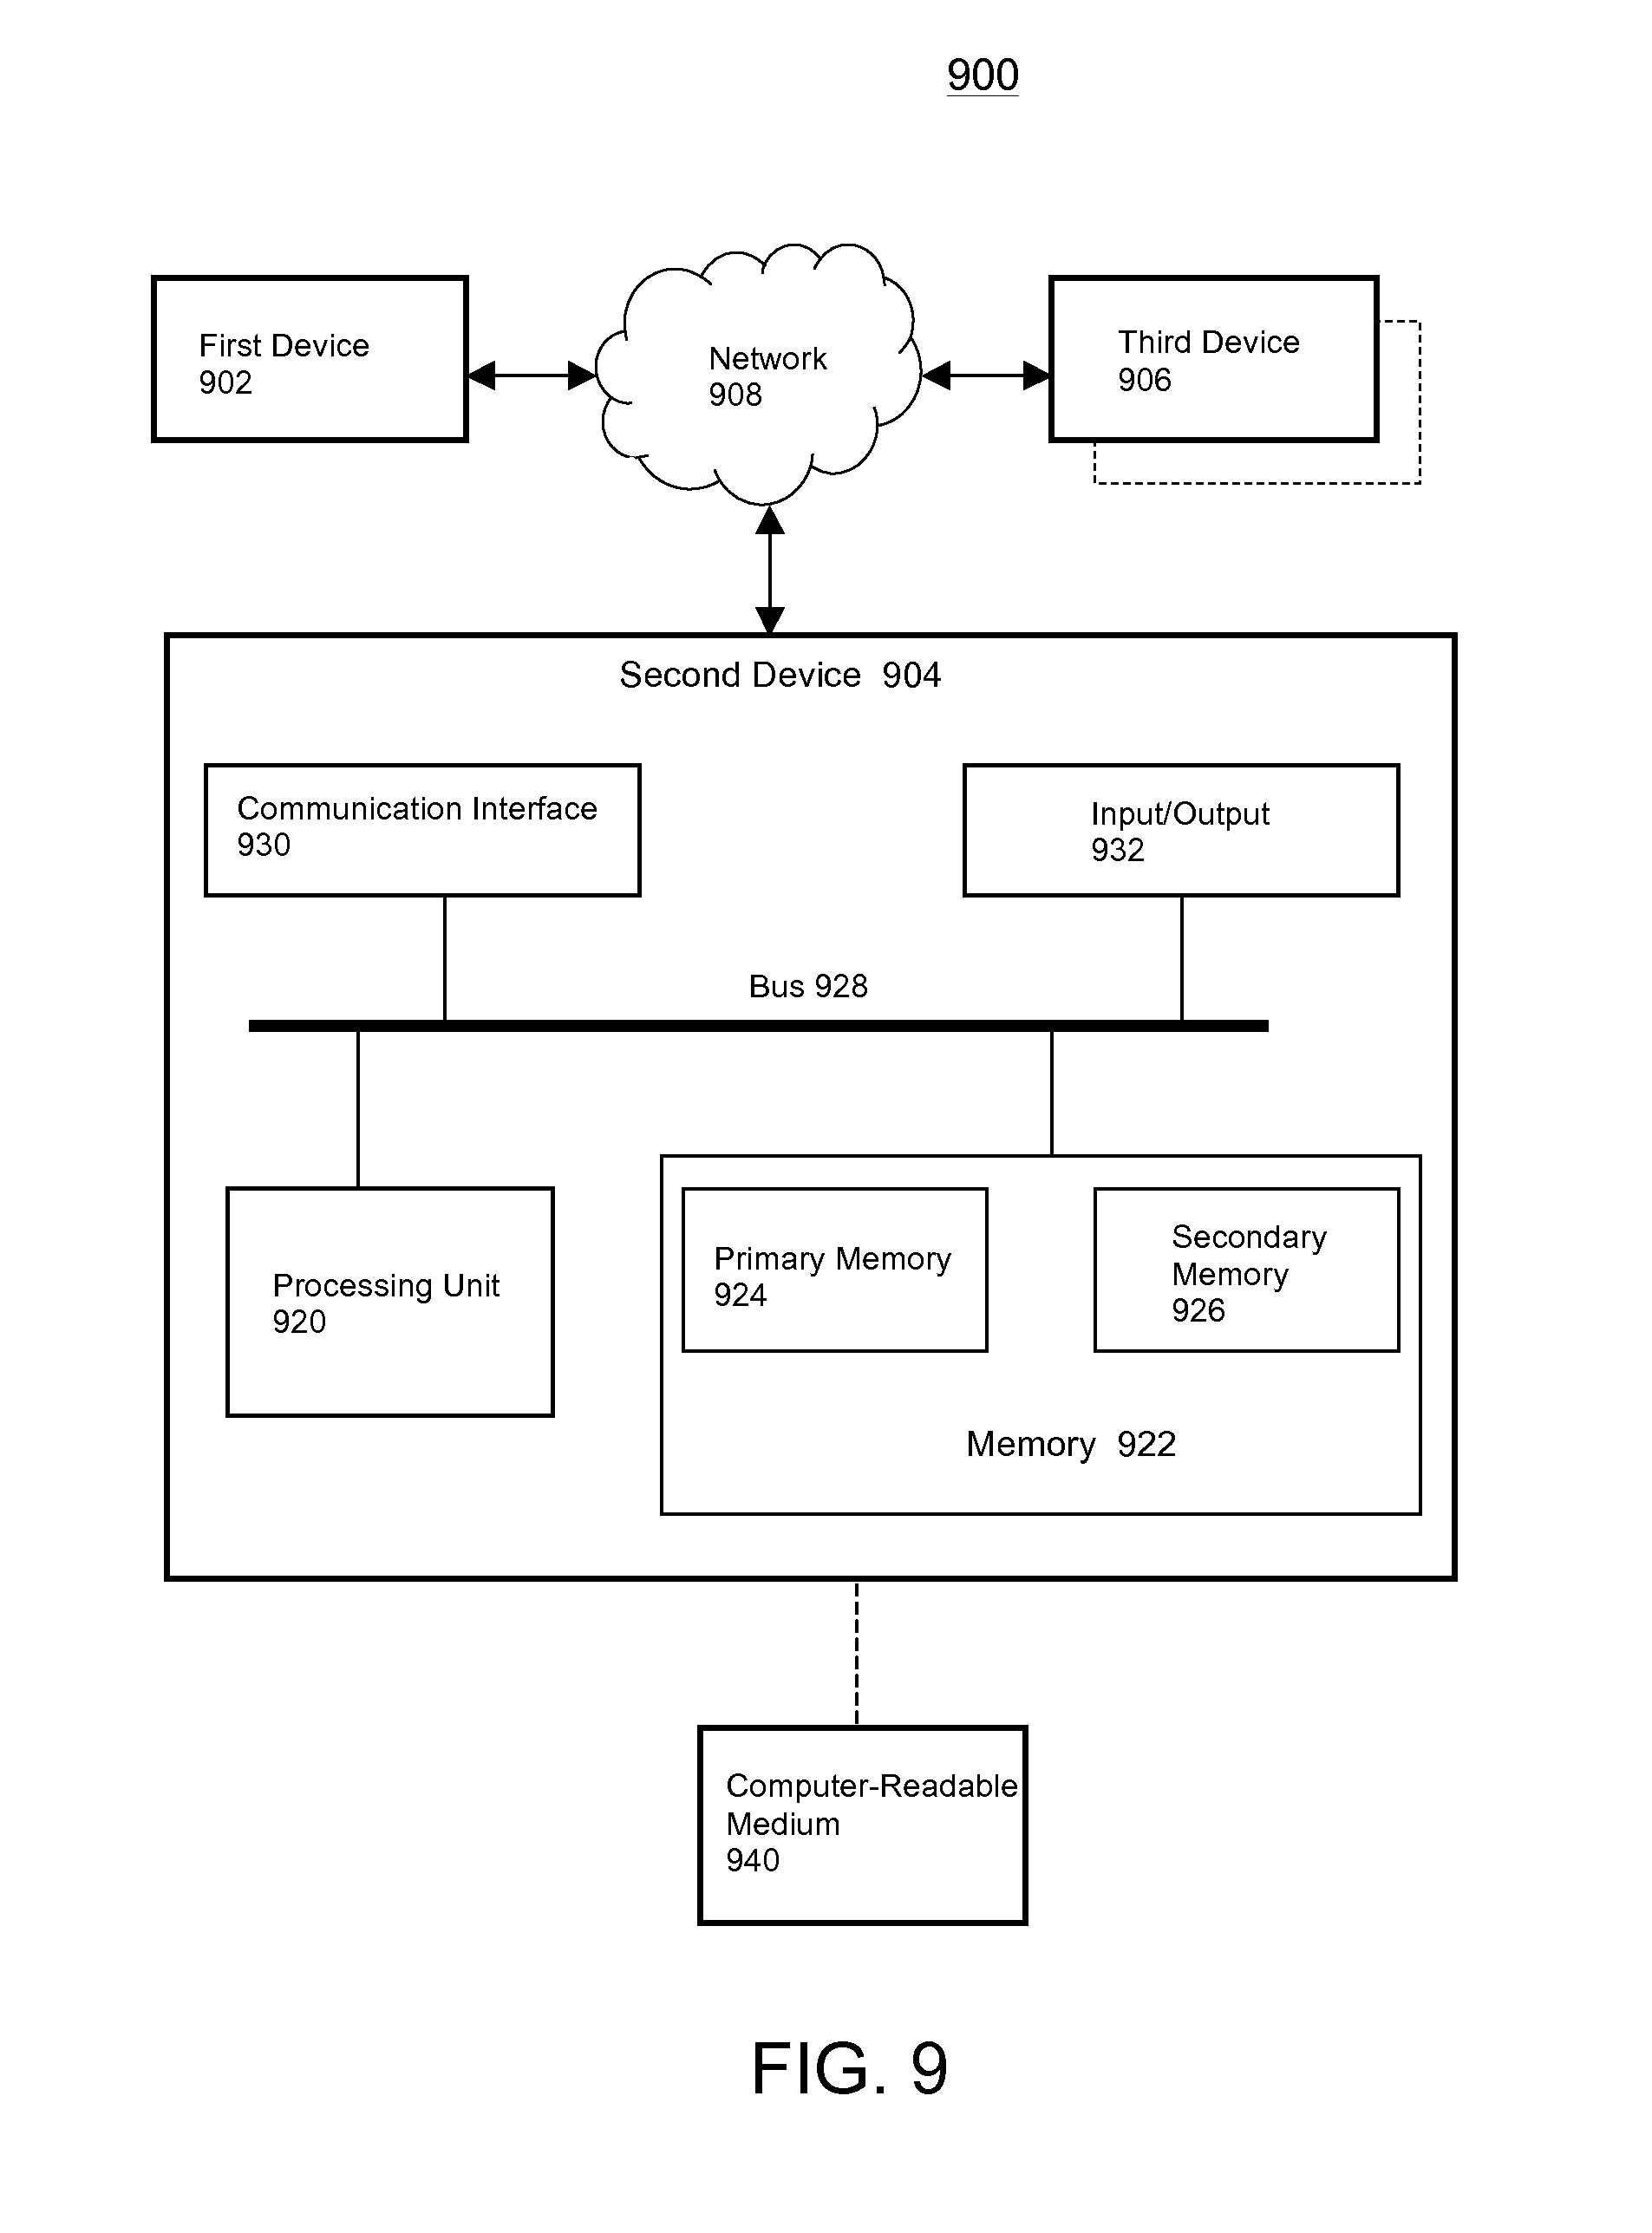 900
First Device
902
Network
908
Third Device
906
Second Device 904
Communication Interface
930
Input/Output
932
Bus 928
Processing Unit
920
Primary Memory
924
Secondary
Memory
926
Memory 922
Computer-Readable
Medium
940
FIG. 9